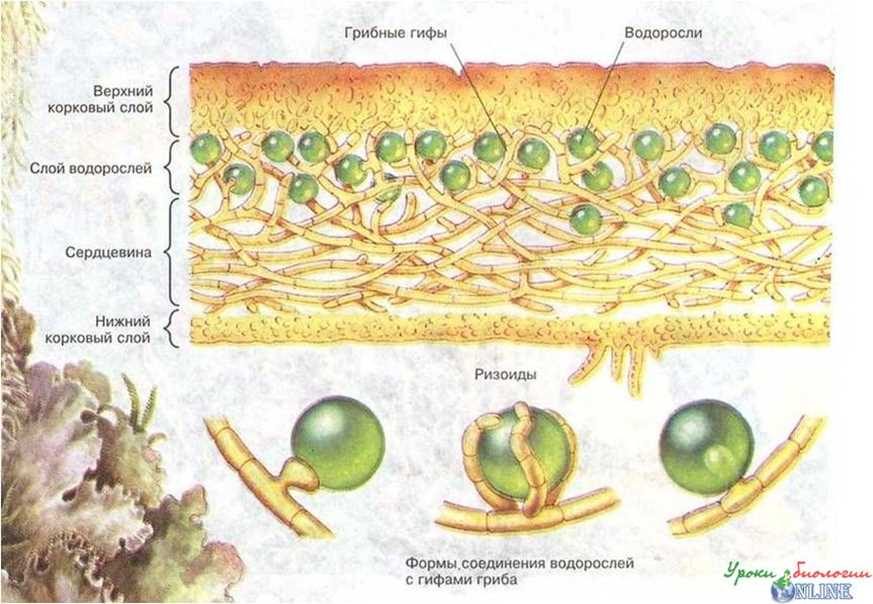 Грибные гифы
Водоросли
Верхний
корковый слой
Слой водорослей
Сердцевина
Нижний
корковый слой
Ризоиды
Формы соединения водорослей
с гифами гриба
Уроки биологии
ONLINE